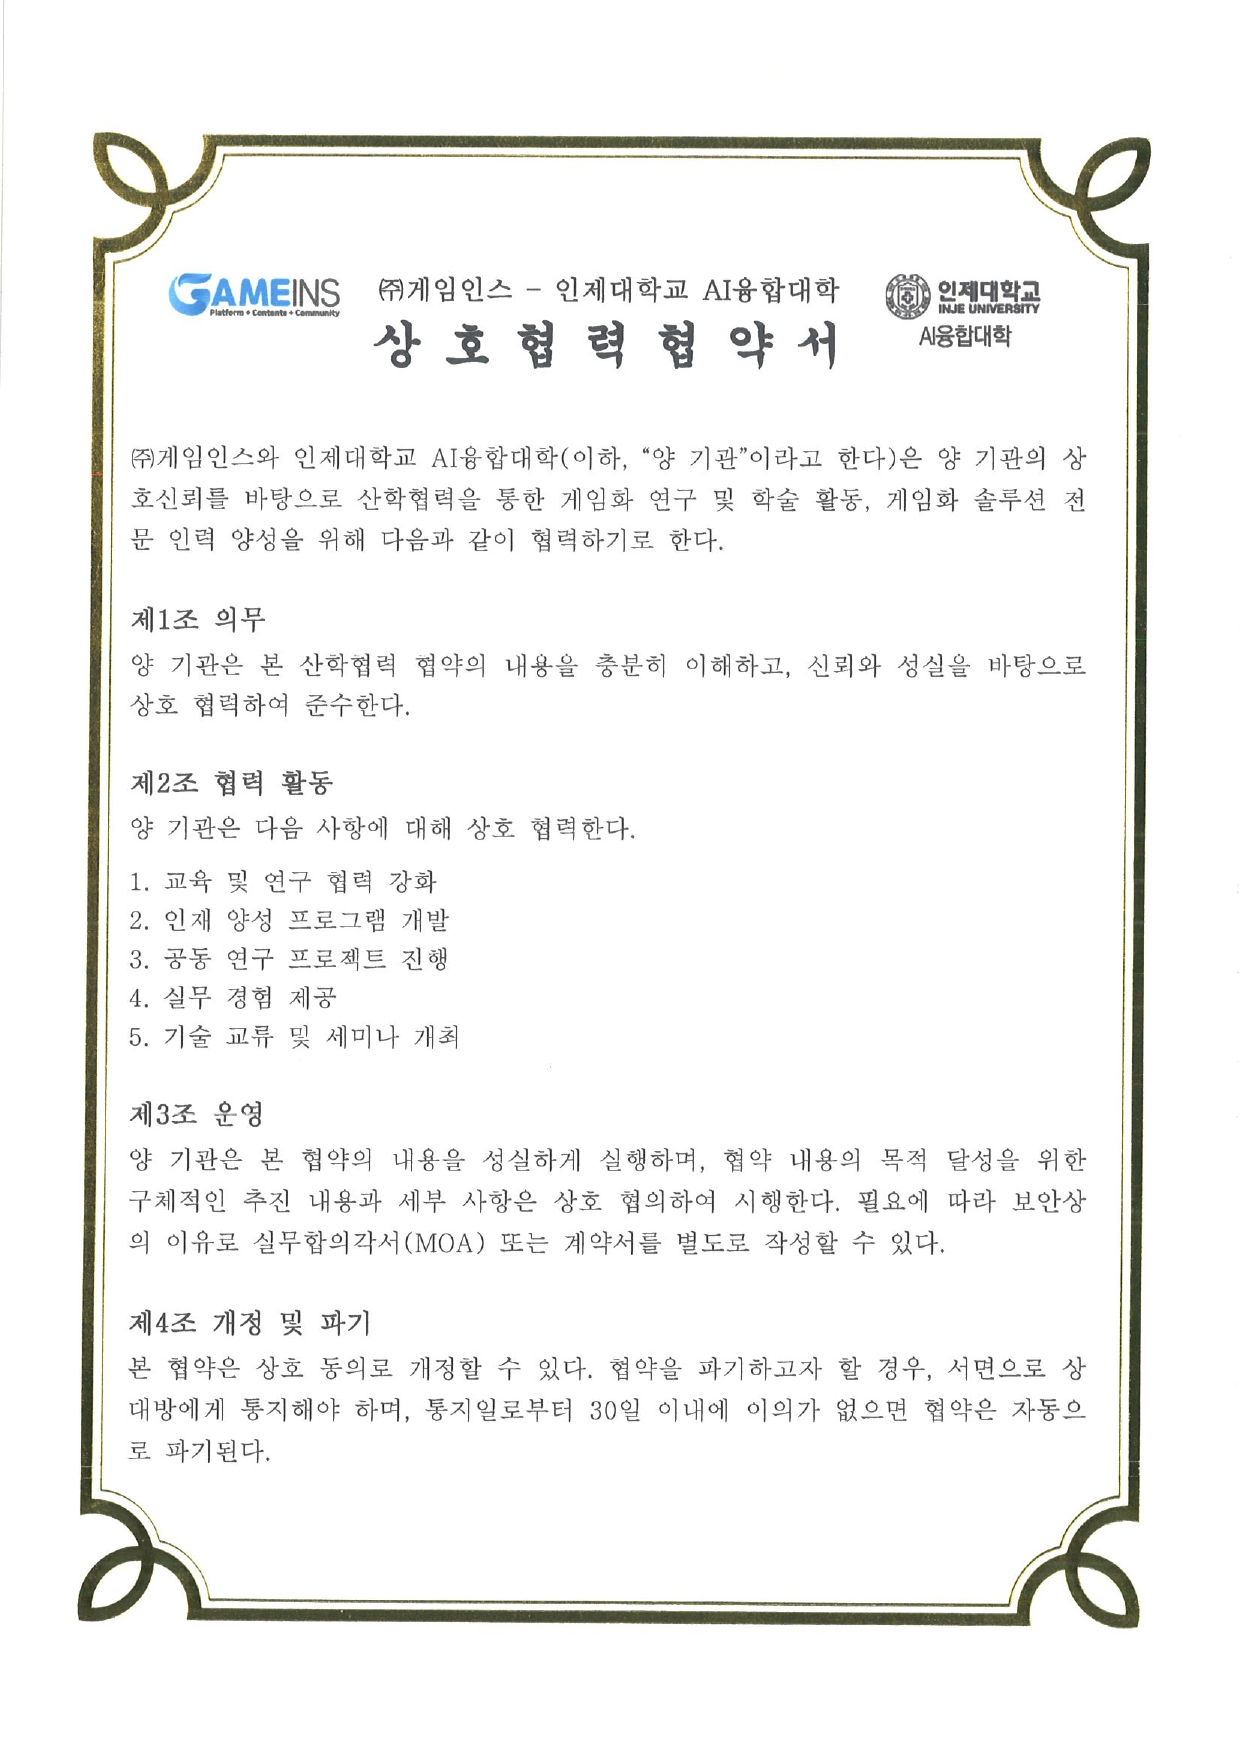 GAMEINS
Platform + Contents + Community
㈜게임인스 - 인제대학교 AI융합대학
상호협력협약서
인제대학교
INJE UNIVERSITY
AI융합대학
㈜게임인스와 인제대학교 AI융합대학(이하, “양 기관”이라고 한다)은 양 기관의 상
호신뢰를 바탕으로 산학협력을 통한 게임화 연구 및 학술 활동, 게임화 솔루션 전
문 인력 양성을 위해 다음과 같이 협력하기로 한다.
제1조 의무
양 기관은 본 산학협력 협약의 내용을 충분히 이해하고, 신뢰와 성실을 바탕으로
상호 협력하여 준수한다.
제2조 협력 활동
양 기관은 다음 사항에 대해 상호 협력한다.
1. 교육 및 연구 협력 강화
2. 인재 양성 프로그램 개발
3. 공동 연구 프로젝트 진행
4. 실무 경험 제공
5. 기술 교류 및 세미나 개최
제3조 운영
양 기관은 본 협약의 내용을 성실하게 실행하며, 협약 내용의 목적 달성을 위한
구체적인 추진 내용과 세부 사항은 상호 협의하여 시행한다. 필요에 따라 보안상
의 이유로 실무합의각서(MOA) 또는 계약서를 별도로 작성할 수 있다.
제4조 개정 및 파기
본 협약은 상호 동의로 개정할 수 있다. 협약을 파기하고자 할 경우, 서면으로 상
대방에게 통지해야 하며, 통지일로부터 30일 이내에 이의가 없으면 협약은 자동으
로 파기된다.